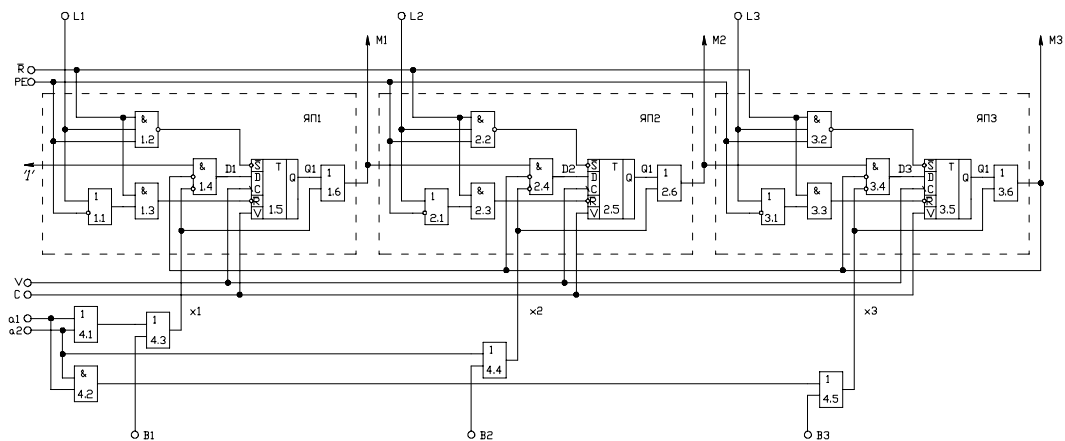 L1
L2
L3
M1
M2
M3
R
PE
ЯП1
ЯП2
ЯП3
&
1.2
&
2.2
&
3.2
T'
&
1.4
D1
S
D
C
R
V
T
Q
1.5
Q1
1
1.6
&
2.4
D2
S
D
C
R
V
T
Q
2.5
Q1
1
2.6
&
3.4
D3
S
D
C
R
V
T
Q
3.5
Q1
1
3.6
1
1.1
&
1.3
1
2.1
&
2.3
1
3.1
&
3.3
V
C
x1
x2
x3
a1
a2
1
4.1
1
4.3
1
4.4
&
4.2
1
4.5
B1
B2
B3